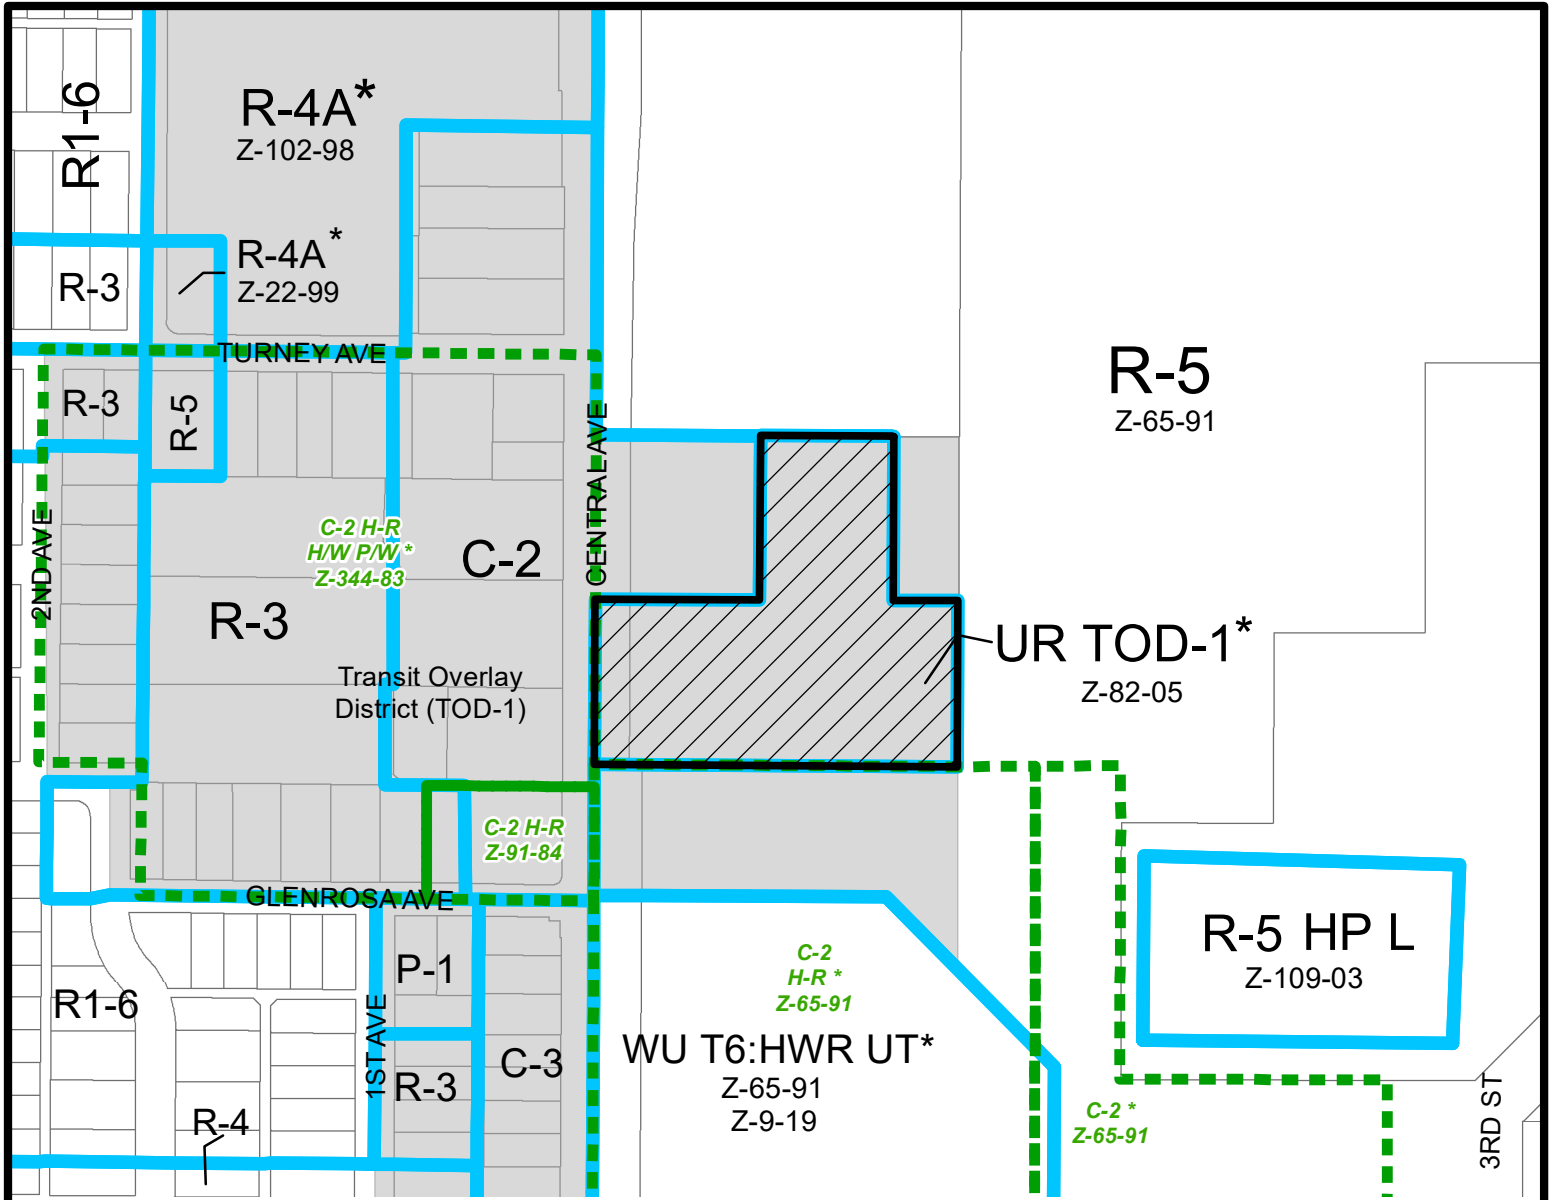 R1-6
R-4A*
Z-102-98
R-4A*
Z-22-99
R-3
TURNEY AVE
R-3
R-5
R-5
Z-65-91
CENTRAL AVE
2ND AVE
C-2 H-R
H/W P/W *
Z-344-83
C-2
R-3
UR TOD-1*
Z-82-05
Transit Overlay
District (TOD-1)
C-2 H-R
Z-91-84
GLENROSA AVE
R-5 HP L
Z-109-03
P-1
C-2
H-R *
Z-65-91
R1-6
1ST AVE
C-3
R-3
WU T6:HWR UT*
Z-65-91
Z-9-19
R-4
C-2 *
Z-65-91
3RD ST